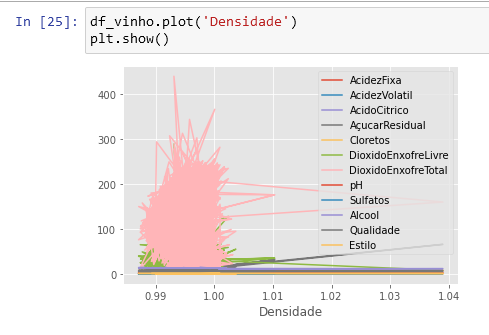 In [25]: df_vinho.plot('Densidade')
plt.show()
400
300
200
100
0
AcidezFixa
AcidezVolatil
AcidoCitrico
AçucarResidual
Cloretos
DioxidoEnxofreLivre
DioxidoEnxofreTotal
pH
Sulfatos
Alcool
Qualidade
Estilo
0.99 1.00 1.01 1.02 1.03 1.04
Densidade